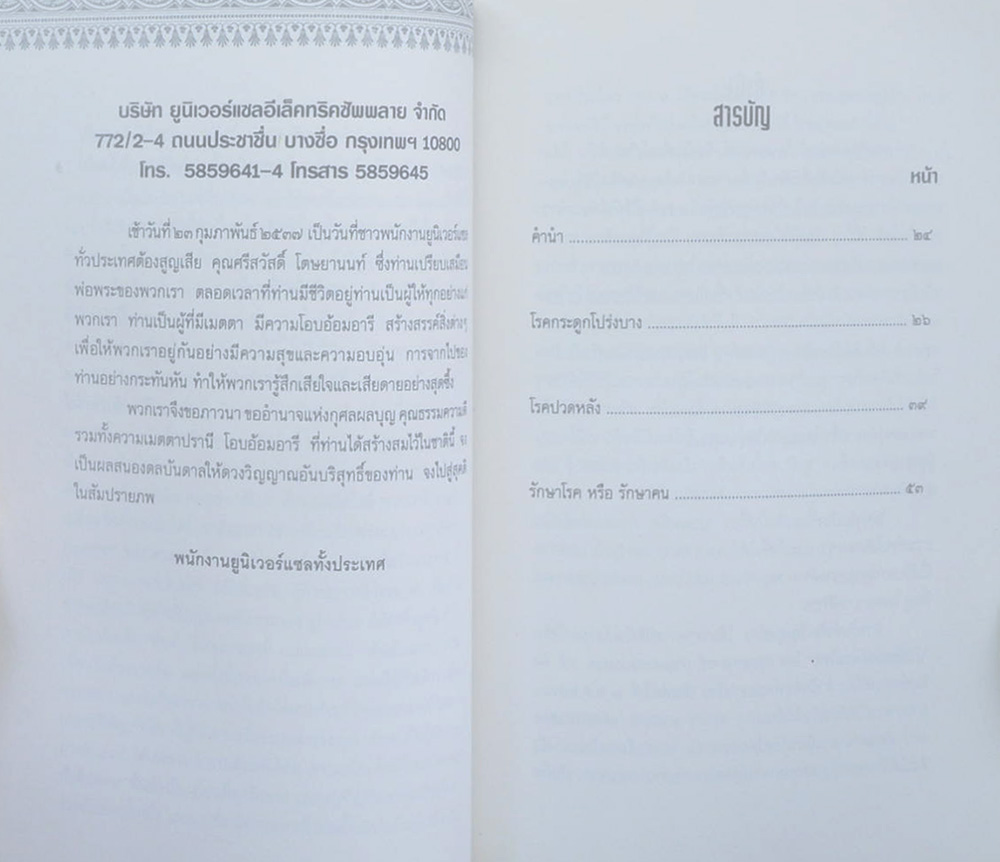 บริษัท ยูนิเวอร์แซลอีเล็คทริคซัพพลาย จำกัด
772/2-4 ถนนประชาชื่น บางซื่อ กรุงเทพฯ 10800
โทร. 5859641-4 โทรสาร 5859645
เช้าวันที่ ๒๓ กุมภาพันธ์ ๒๕๓๗ เป็นวันที่ชาวพนักงานยูนิเวอร์แซล
ทั่วประเทศต้องสูญเสีย คุณศรีสวัสดิ์ โตษยานนท์ ซึ่งท่านเปรียบเสมือน
พ่อพระของพวกเรา ตลอดเวลาที่ท่านมีชีวิตอยู่ท่านเป็นผู้ให้ทุกอย่างแก่
พวกเรา ท่านเป็นผู้ที่มีเมตตา มีความโอบอ้อมอารี สร้างสรรค์สิ่งต่างๆ
เพื่อให้พวกเราอยู่กันอย่างมีความสุขและความอบอุ่น การจากไปของ
ท่านอย่างกระทันหัน ทำให้พวกเรารู้สึกเสียใจและเสียดายอย่างสุดซึ้ง
พวกเราจึงขอภาวนา ขออำนาจแห่งกุศลผลบุญ คุณธรรมความดี
รวมทั้งความเมตตาปรานี โอบอ้อมอารี ที่ท่านได้สร้างสมไว้ในชาตินี้ จง
เป็นผลสนองดลบันดาลให้ดวงวิญญาณอันบริสุทธิ์ของท่าน จงไปสู่สุคติ
ในสัมปรายภพ
พนักงานยูนิเวอร์แซลทั้งประเทศ
สารบัญ
หน้า
คำนำ ........ ๒๔
โรคกระดูกโปร่งบาง ........ ๒๖
โรคปวดหลัง ........ ๓๙
รักษาโรค หรือ รักษาคน ........ ๕๓